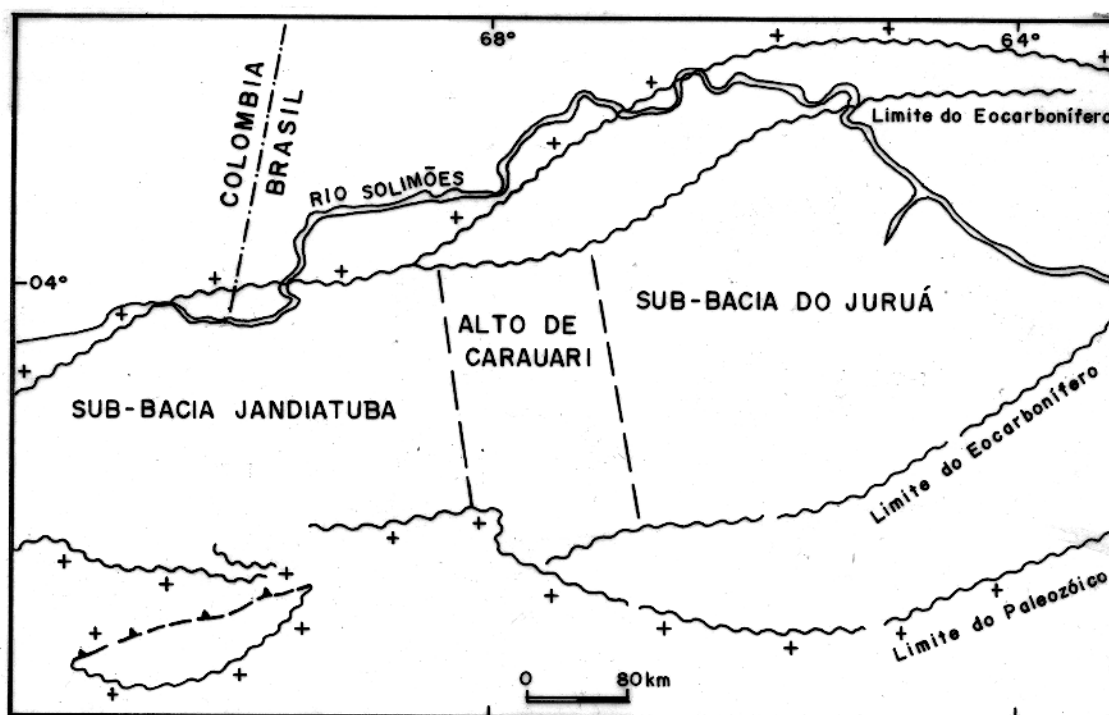 68°
64°
COLOMBIA
BRASIL
Limite do Eocarbonífero
RIO SOLIMÕES
04°
SUB-BACIA DO JURUÁ
ALTO DE
CARAUARI
SUB-BACIA JANDIATUBA
Limite do Eocarbonífero
Limite do Paleozóico
0 80km